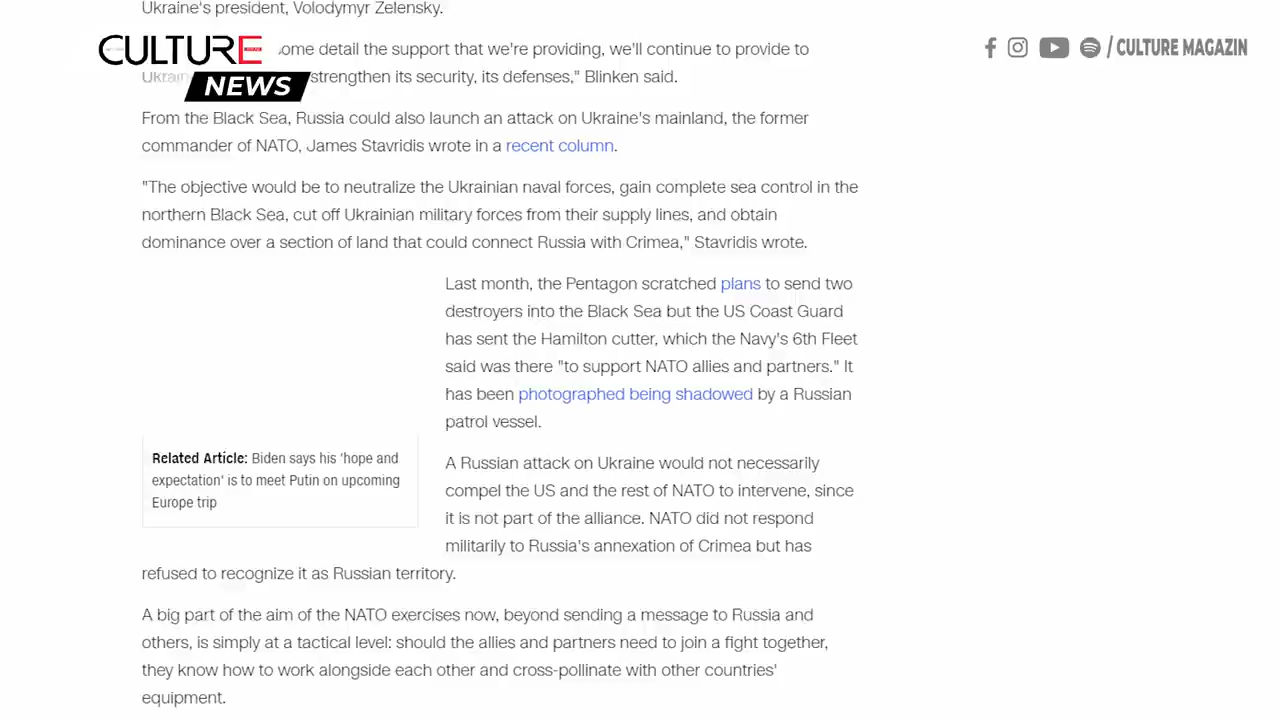 Ukraine's president, Volodymyr Zelensky.
CULTURE
NEWS
/ CULTURE MAGAZIN
some detail the support that we're providing, we'll continue to provide to
Ukraine strengthen its security, its defenses," Blinken said.
From the Black Sea, Russia could also launch an attack on Ukraine's mainland, the former
commander of NATO, James Stavridis wrote in a recent column.
"The objective would be to neutralize the Ukrainian naval forces, gain complete sea control in the
northern Black Sea, cut off Ukrainian military forces from their supply lines, and obtain
dominance over a section of land that could connect Russia with Crimea," Stavridis wrote.
Last month, the Pentagon scratched plans to send two
destroyers into the Black Sea but the US Coast Guard
has sent the Hamilton cutter, which the Navy's 6th Fleet
said was there "to support NATO allies and partners." It
has been photographed being shadowed by a Russian
patrol vessel.
Related Article: Biden says his 'hope and
expectation' is to meet Putin on upcoming
Europe trip
A Russian attack on Ukraine would not necessarily
compel the US and the rest of NATO to intervene, since
it is not part of the alliance. NATO did not respond
militarily to Russia's annexation of Crimea but has
refused to recognize it as Russian territory.
A big part of the aim of the NATO exercises now, beyond sending a message to Russia and
others, is simply at a tactical level: should the allies and partners need to join a fight together,
they know how to work alongside each other and cross-pollinate with other countries'
equipment.